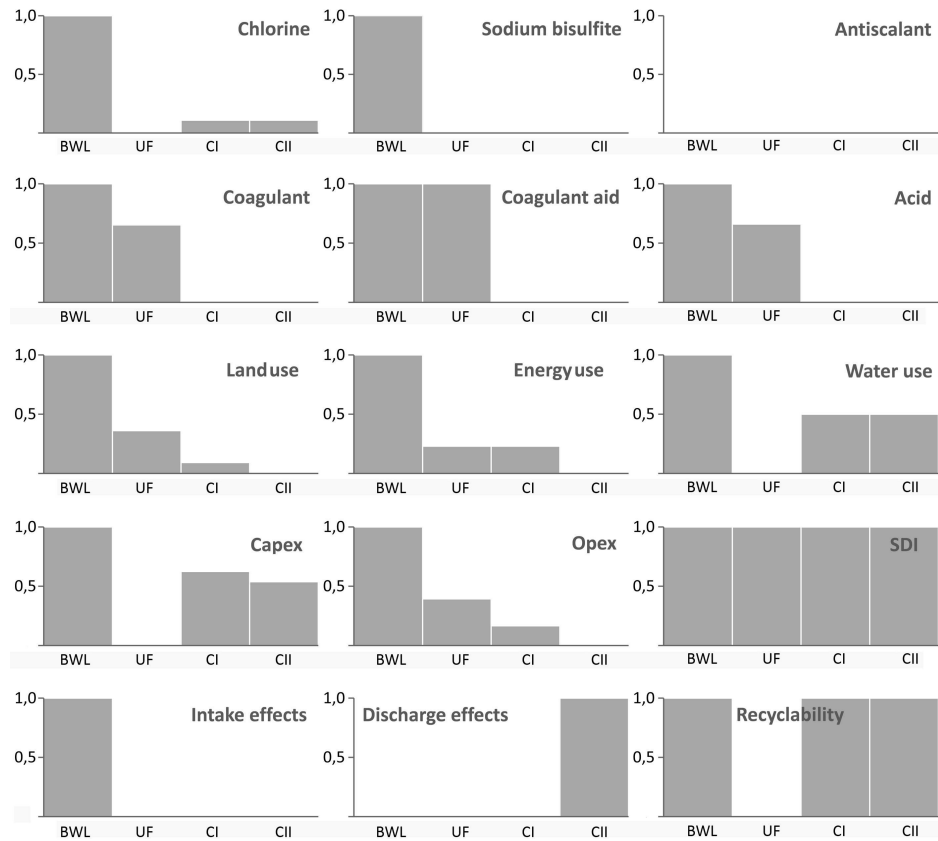 1,0 Chlorine 1,0 Sodium bisulfite 1,0 Antiscalant
0,5 0,5 0,5
BWL UF CI CII BWL UF CI CII BWL UF CI CII
1,0 Coagulant 1,0 Coagulant aid 1,0 Acid
0,5 0,5 0,5
BWL UF CI CII BWL UF CI CII BWL UF CI CII
1,0 Land use 1,0 Energy use 1,0 Water use
0,5 0,5 0,5
BWL UF CI CII BWL UF CI CII BWL UF CI CII
1,0 Capex 1,0 Opex 1,0 SDI
0,5 0,5 0,5
BWL UF CI CII BWL UF CI CII BWL UF CI CII
1,0 Intake effects 1,0 Discharge effects 1,0 Recyclability
0,5 0,5 0,5
BWL UF CI CII BWL UF CI CII BWL UF CI CII